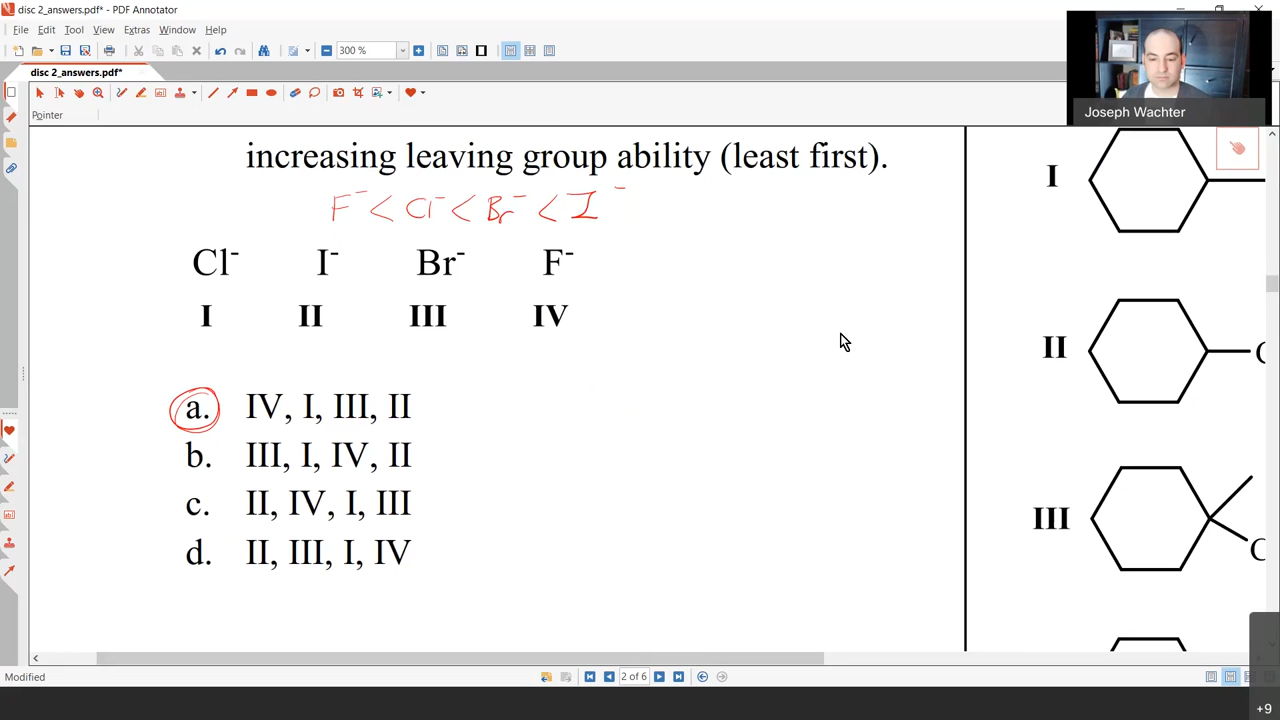 disc 2_answers.pdf* - PDF Annotator
File Edit Tool View Extras Window Help
300 %
disc 2_answers.pdf*
Pointer
Joseph Wachter
increasing leaving group ability (least first).
F⁻ < Cl⁻ < Br⁻ < I⁻
Cl⁻ I⁻ Br⁻ F⁻
I II III IV
a. IV, I, III, II
b. III, I, IV, II
c. II, IV, I, III
d. II, III, I, IV
I
II
III
2 of 6
Modified
+9